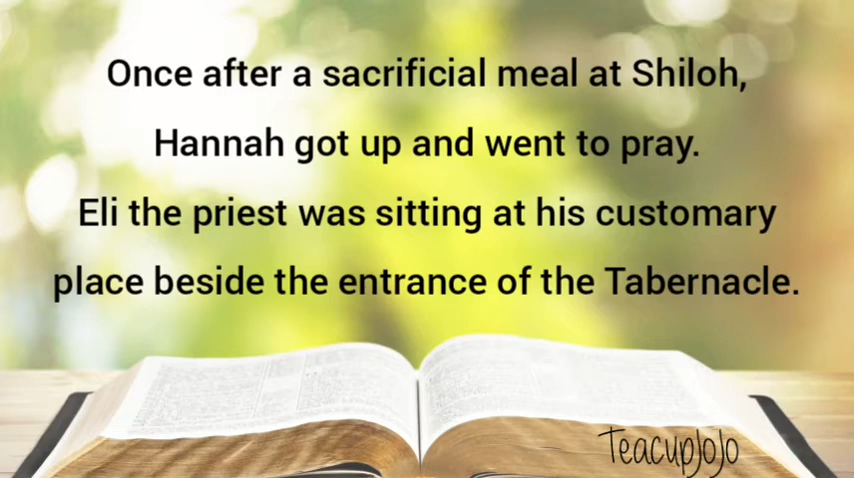 Once after a sacrificial meal at Shiloh,
Hannah got up and went to pray.
Eli the priest was sitting at his customary
place beside the entrance of the Tabernacle.
TeacupJoJo